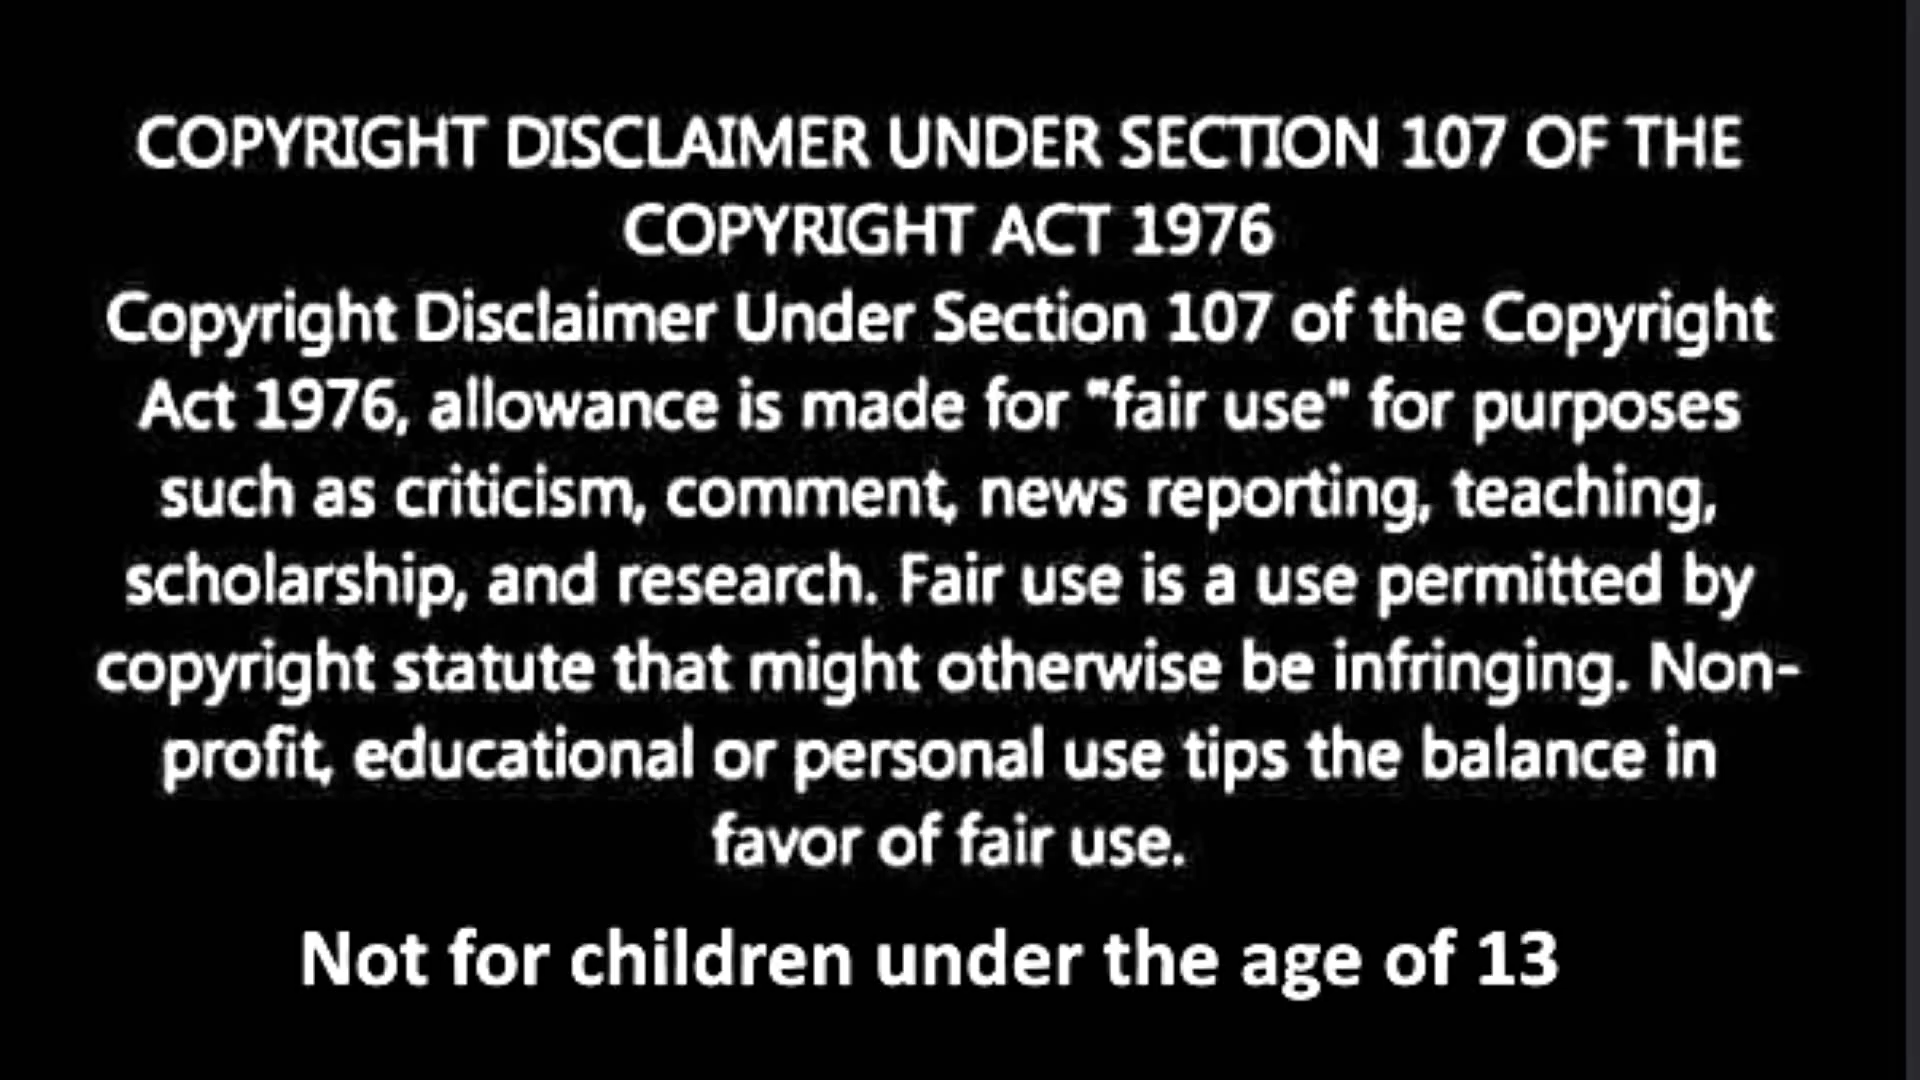 COPYRIGHT DISCLAIMER UNDER SECTION 107 OF THE
COPYRIGHT ACT 1976
Copyright Disclaimer Under Section 107 of the Copyright
Act 1976, allowance is made for "fair use" for purposes
such as criticism, comment, news reporting, teaching,
scholarship, and research. Fair use is a use permitted by
copyright statute that might otherwise be infringing. Non-
profit, educational or personal use tips the balance in
favor of fair use.
Not for children under the age of 13